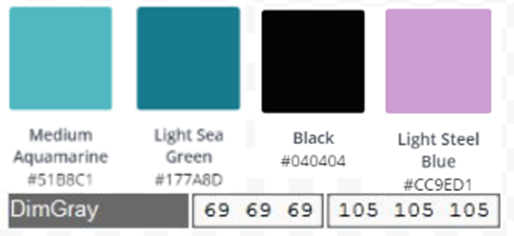 Medium
Aquamarine
#51B8C1
Light Sea
Green
#177A8D
Black
#040404
Light Steel
Blue
#CC9ED1
DimGray 69 69 69 105 105 105